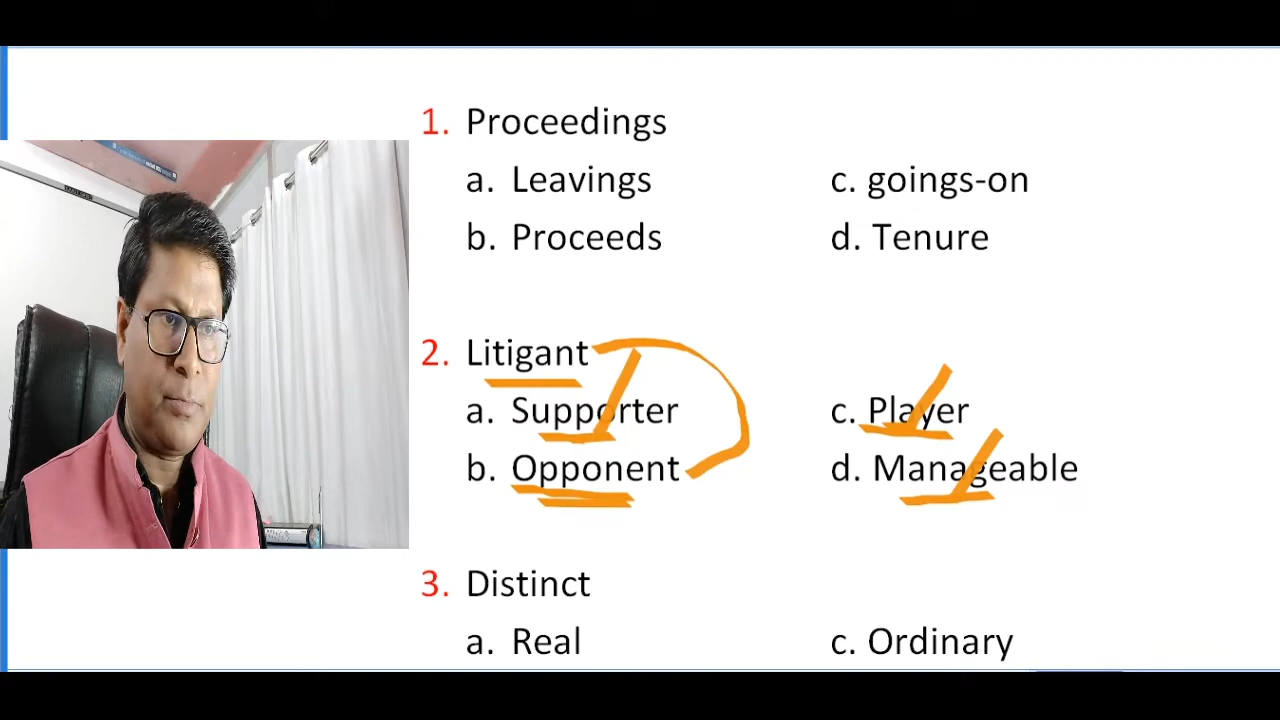 1. Proceedings
a. Leavings c. goings-on
b. Proceeds d. Tenure
2. Litigant
a. Supporter c. Player
b. Opponent d. Manageable
3. Distinct
a. Real c. Ordinary